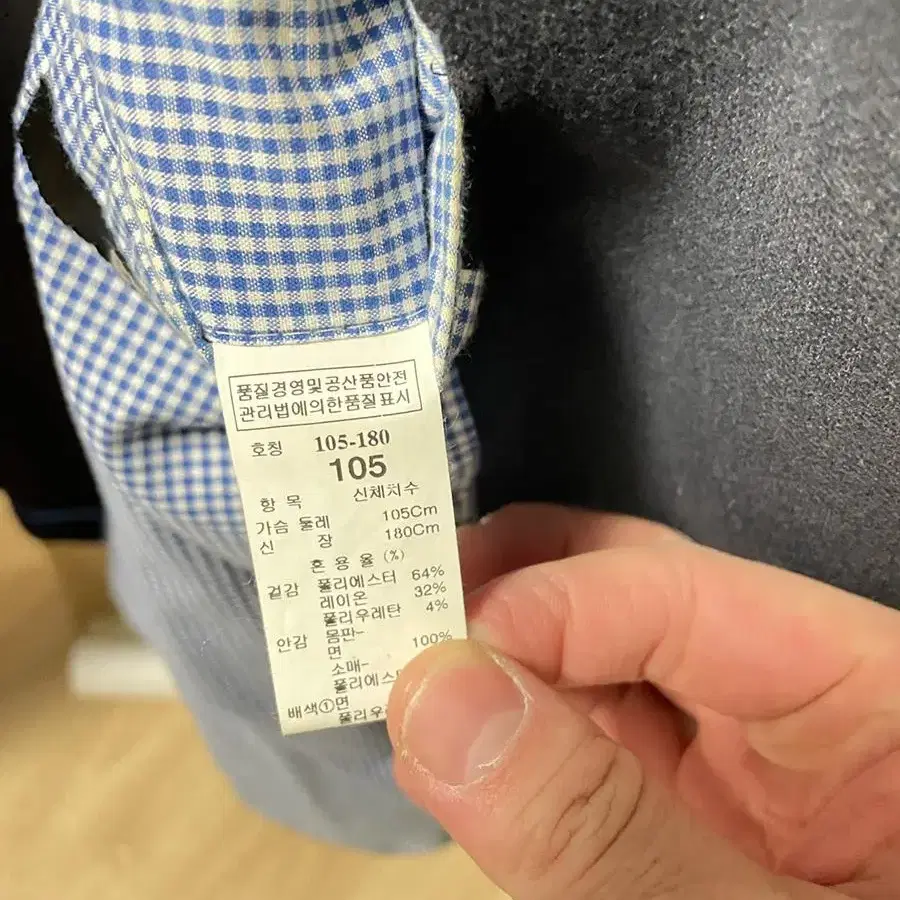 품질경영및공산품안전
관리법에의한품질표시
호칭 105-180
105
항 목 신체치수
가슴 둘레 105Cm
신 장 180Cm
혼 용 율 (%)
겉감 폴리에스터 64%
레이온 32%
폴리우레탄 4%
안감 몸판-
면 100%
소매-
배색①면